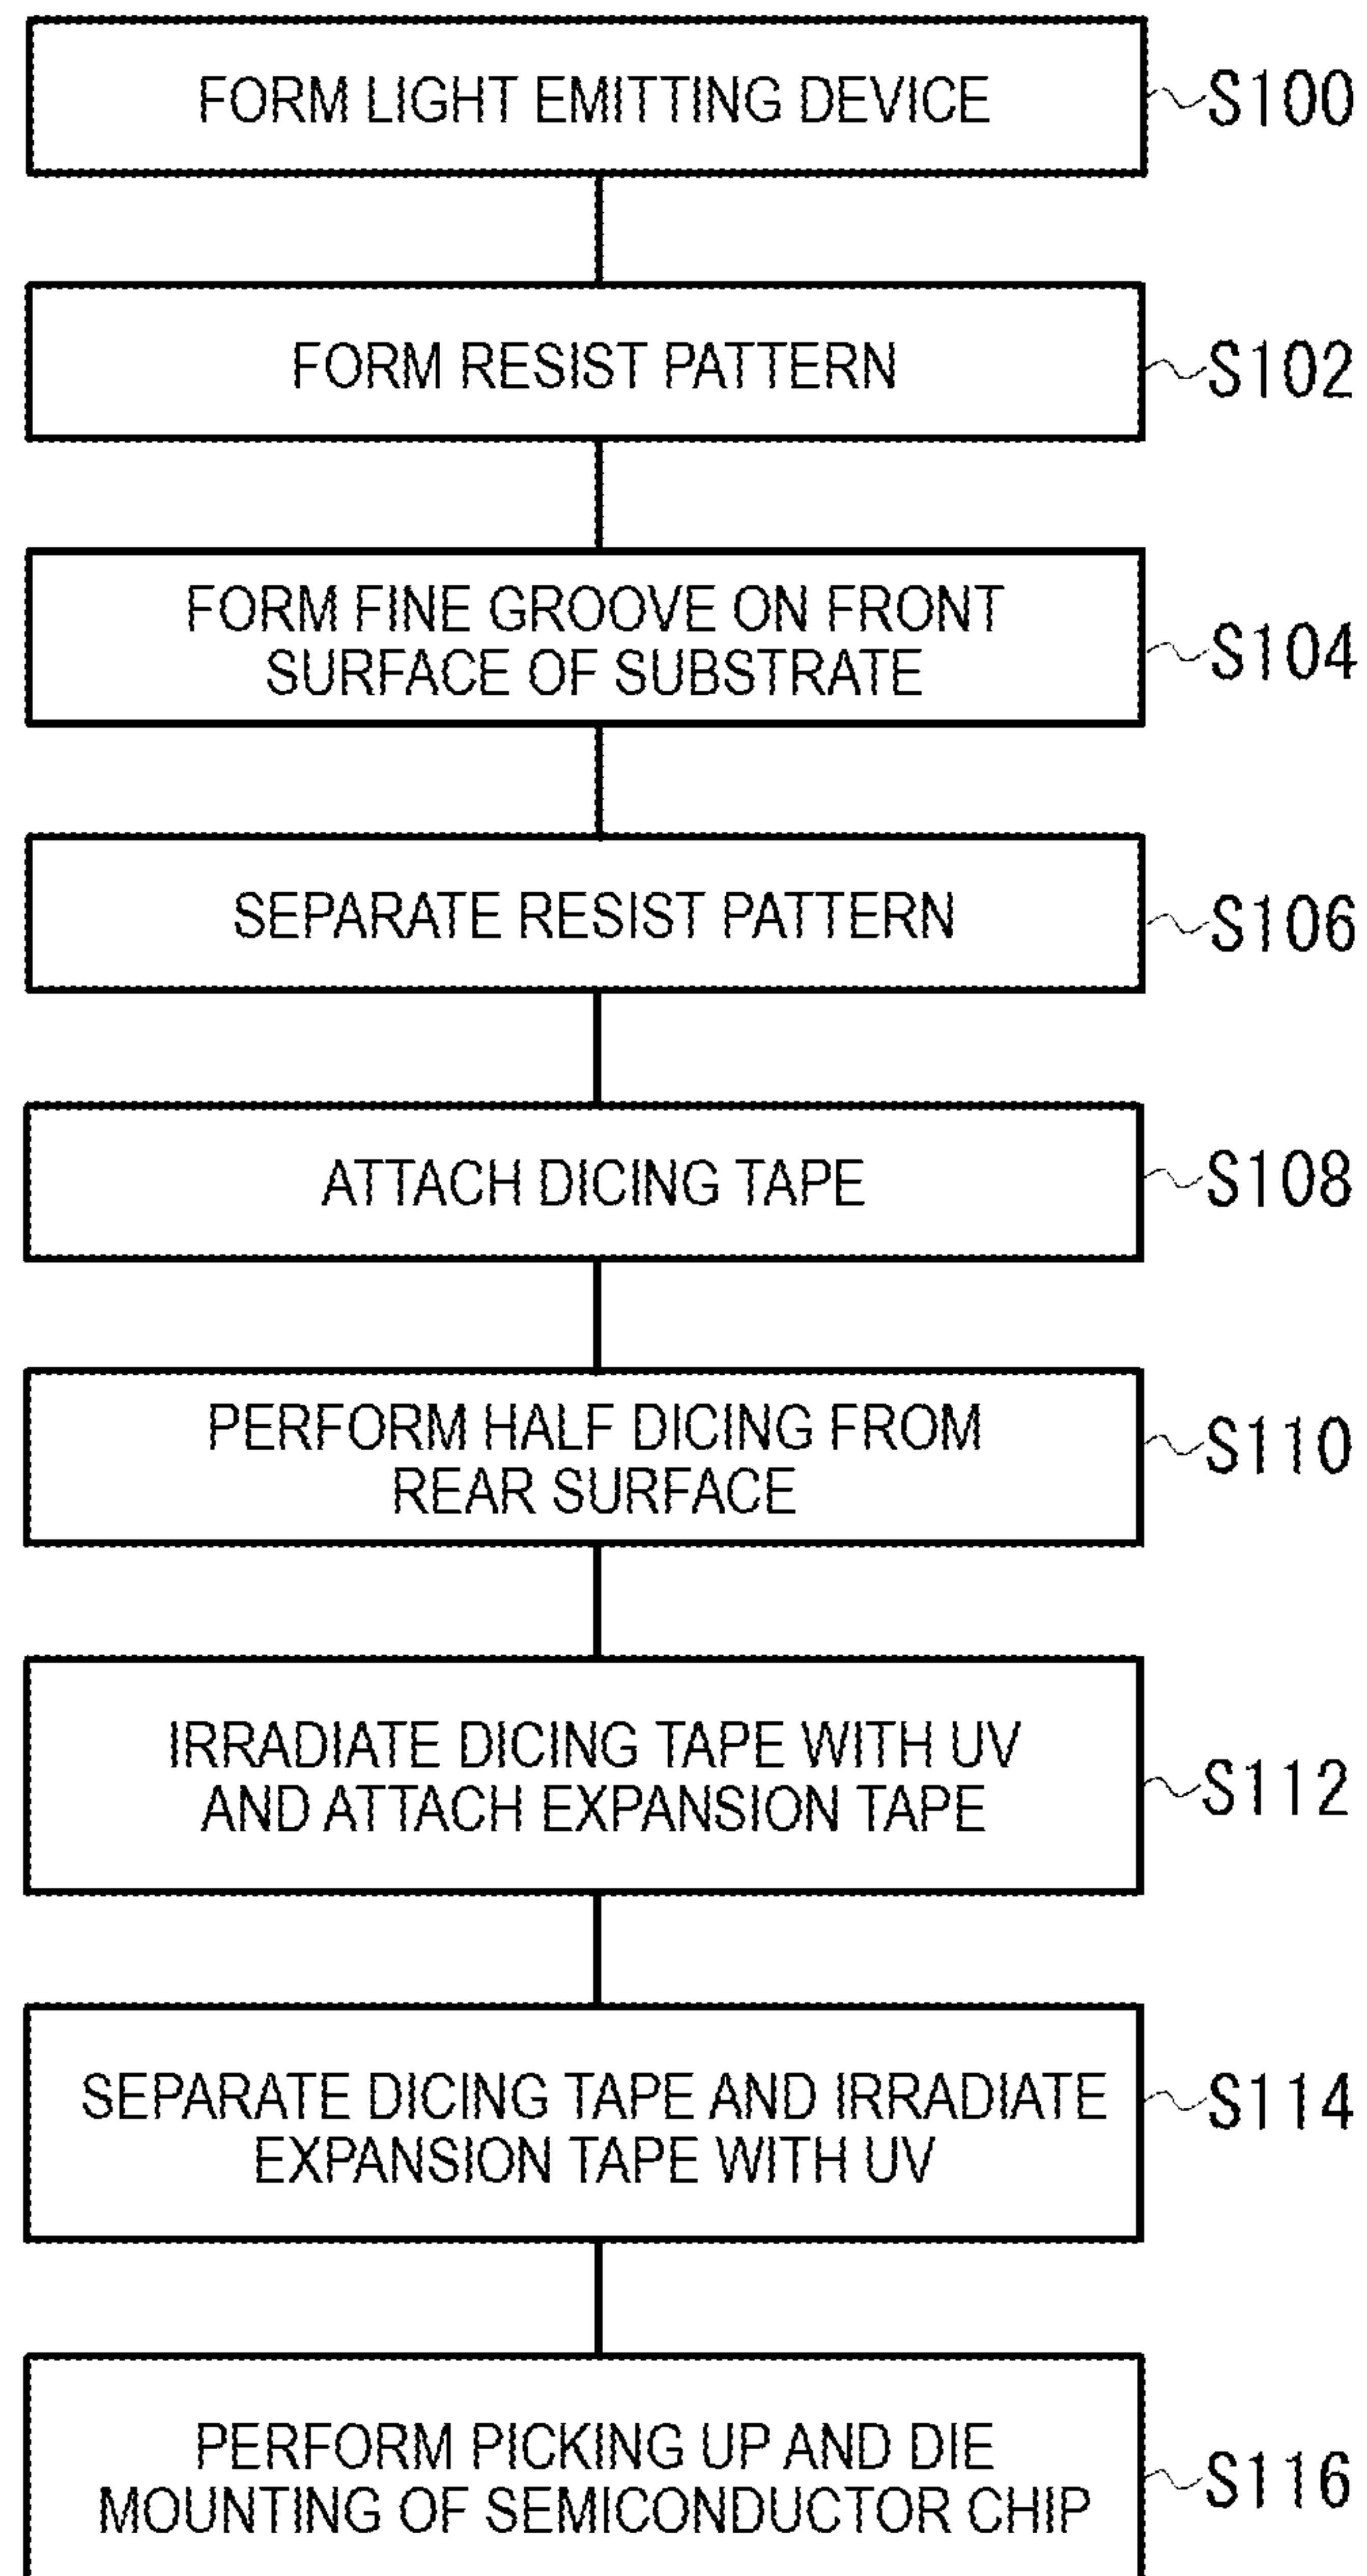 FORM LIGHT EMITTING DEVICE
S100
FORM RESIST PATTERN
S102
FORM FINE GROOVE ON FRONT
SURFACE OF SUBSTRATE
S104
SEPARATE RESIST PATTERN
S106
ATTACH DICING TAPE
S108
PERFORM HALF DICING FROM
REAR SURFACE
S110
IRRADIATE DICING TAPE WITH UV
AND ATTACH EXPANSION TAPE
S112
SEPARATE DICING TAPE AND IRRADIATE
EXPANSION TAPE WITH UV
S114
PERFORM PICKING UP AND DIE
MOUNTING OF SEMICONDUCTOR CHIP
S116